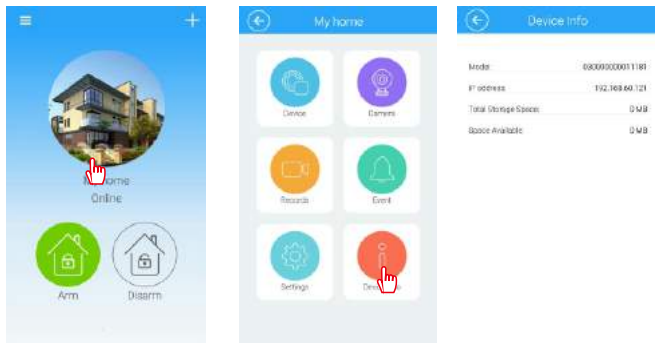 My home
Online
Arm
Disarm
My home
Device
Camera
Records
Event
Settings
Device Info
Model
IP address
192.168.60.121
Total Storage Space:
0 MB
Space Available
0 MB